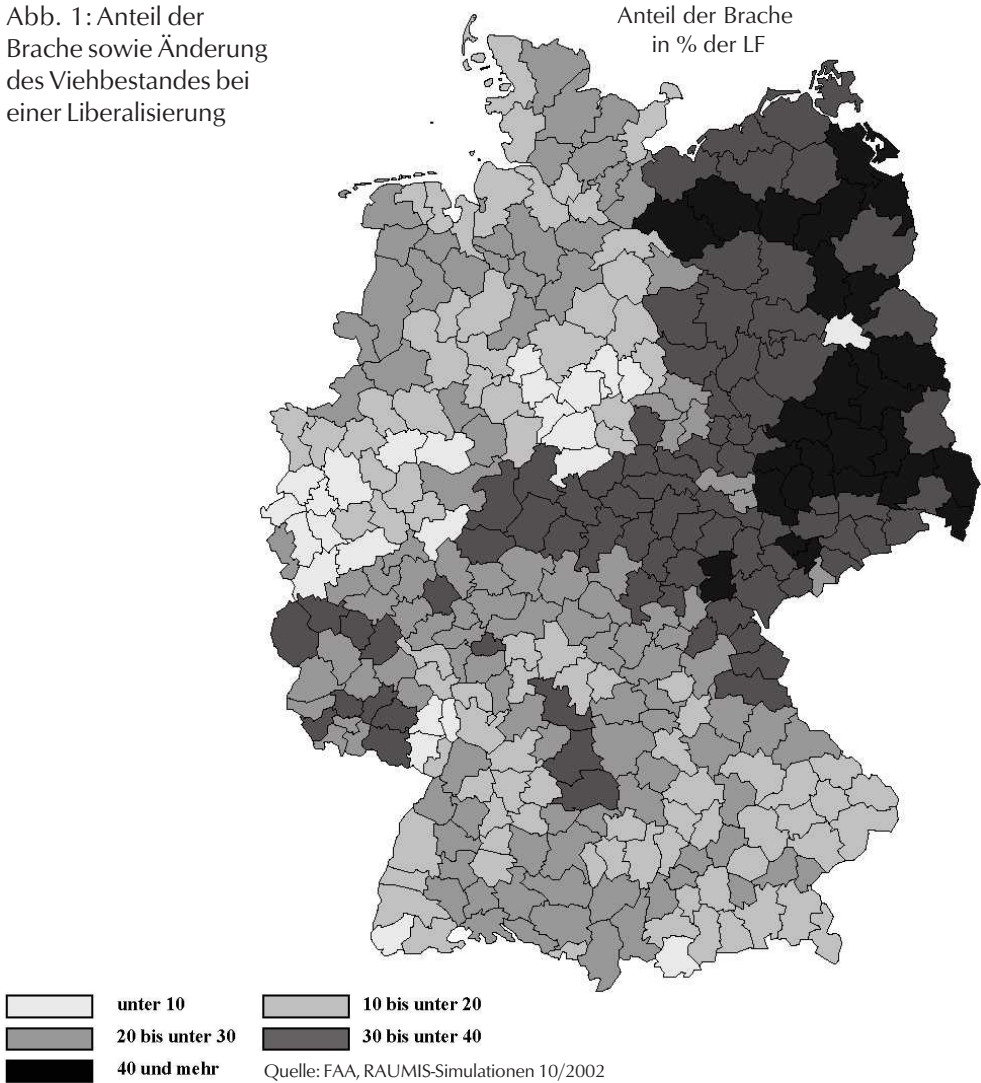 Abb. 1: Anteil der
Brache sowie Änderung
des Viehbestandes bei
einer Liberalisierung
Anteil der Brache
in % der LF
unter 10
10 bis unter 20
20 bis unter 30
30 bis unter 40
40 und mehr
Quelle: FAA, RAUMIS-Simulationen 10/2002